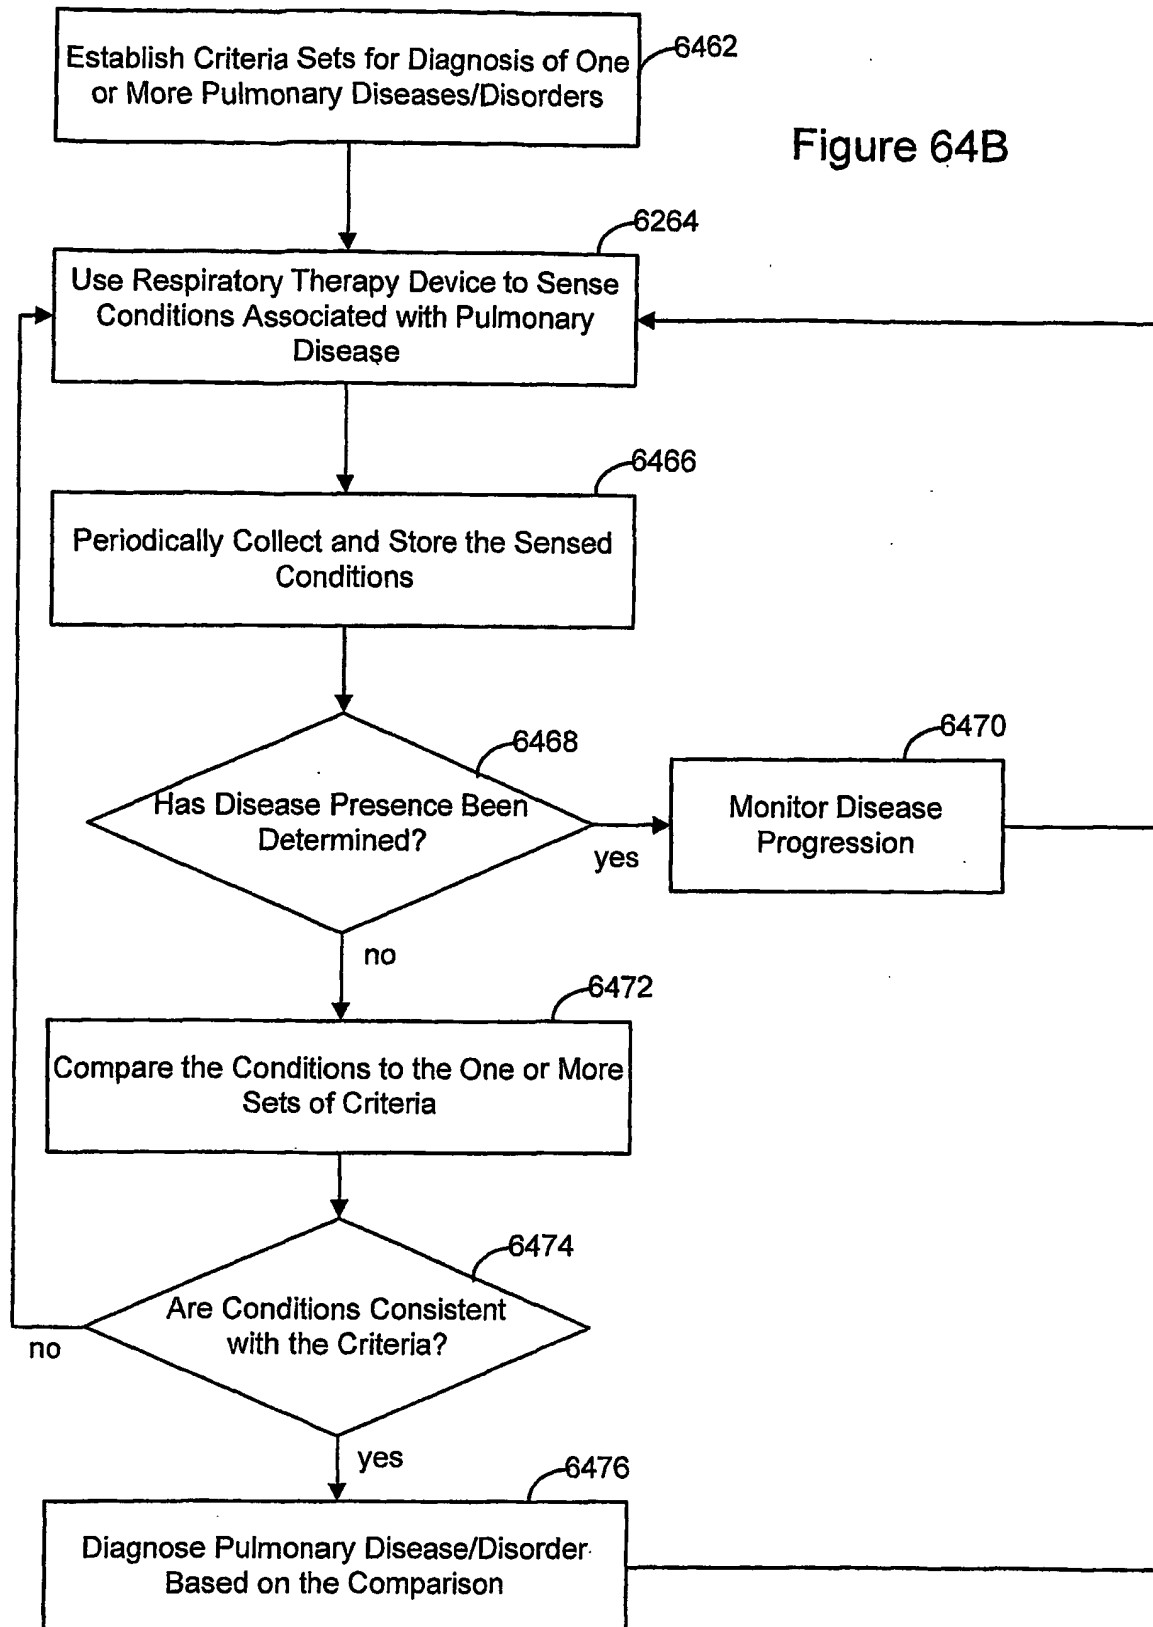 Establish Criteria Sets for Diagnosis of One
or More Pulmonary Diseases/Disorders
6462
Figure 64B
6264
Use Respiratory Therapy Device to Sense
Conditions Associated with Pulmonary
Disease
6466
Periodically Collect and Store the Sensed
Conditions
6468
Has Disease Presence Been
Determined?
yes
6470
Monitor Disease
Progression
no
6472
Compare the Conditions to the One or More
Sets of Criteria
6474
Are Conditions Consistent
with the Criteria?
no
yes
6476
Diagnose Pulmonary Disease/Disorder
Based on the Comparison